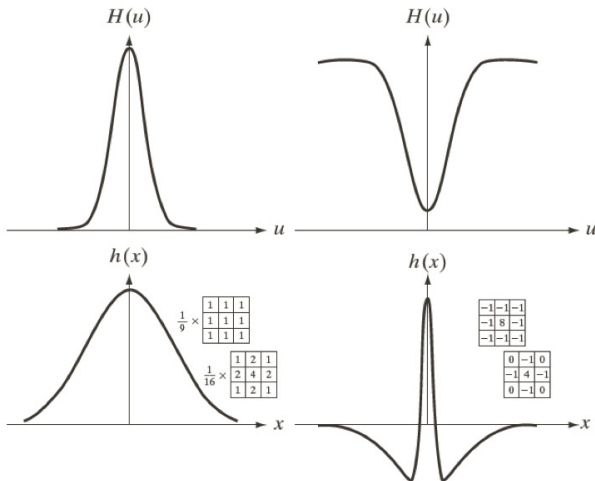 H(u) H(u)
u u
h(x) h(x)
1/9 ×
1 1 1
1 1 1
1 1 1
1/16 ×
1 2 1
2 4 2
1 2 1
x
−1 −1 −1
−1 8 −1
−1 −1 −1
0 −1 0
−1 4 −1
0 −1 0
x